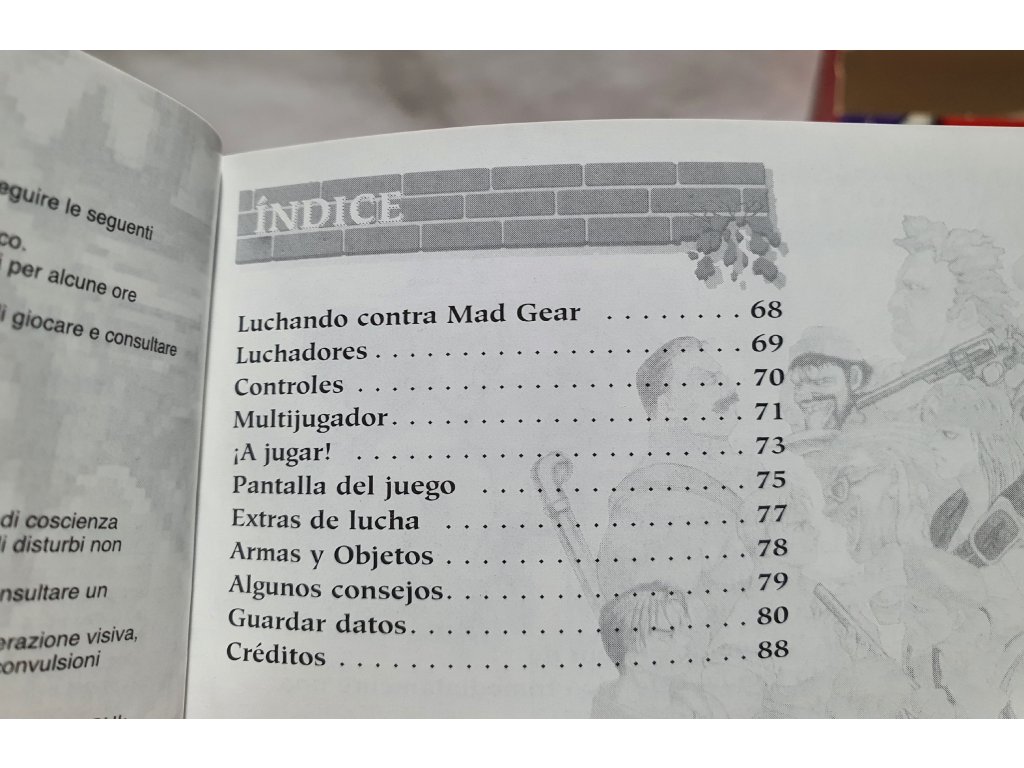 eguire le seguenti
co.
i per alcune ore
i giocare e consultare
di coscienza
li disturbi non
nsultare un
erazione visiva,
convulsioni
ÍNDICE
Luchando contra Mad Gear . . . . . . . . 68
Luchadores . . . . . . . . . . . . . . . . . . . . . . 69
Controles . . . . . . . . . . . . . . . . . . . . . . . 70
Multijugador . . . . . . . . . . . . . . . . . . . . . 71
¡A jugar! . . . . . . . . . . . . . . . . . . . . . . . 73
Pantalla del juego . . . . . . . . . . . . . . . 75
Extras de lucha . . . . . . . . . . . . . . . . . . 77
Armas y Objetos . . . . . . . . . . . . . . . . . 78
Algunos consejos . . . . . . . . . . . . . . . . . 79
Guardar datos . . . . . . . . . . . . . . . . . . . . 80
Créditos . . . . . . . . . . . . . . . . . . . . . . . . 88